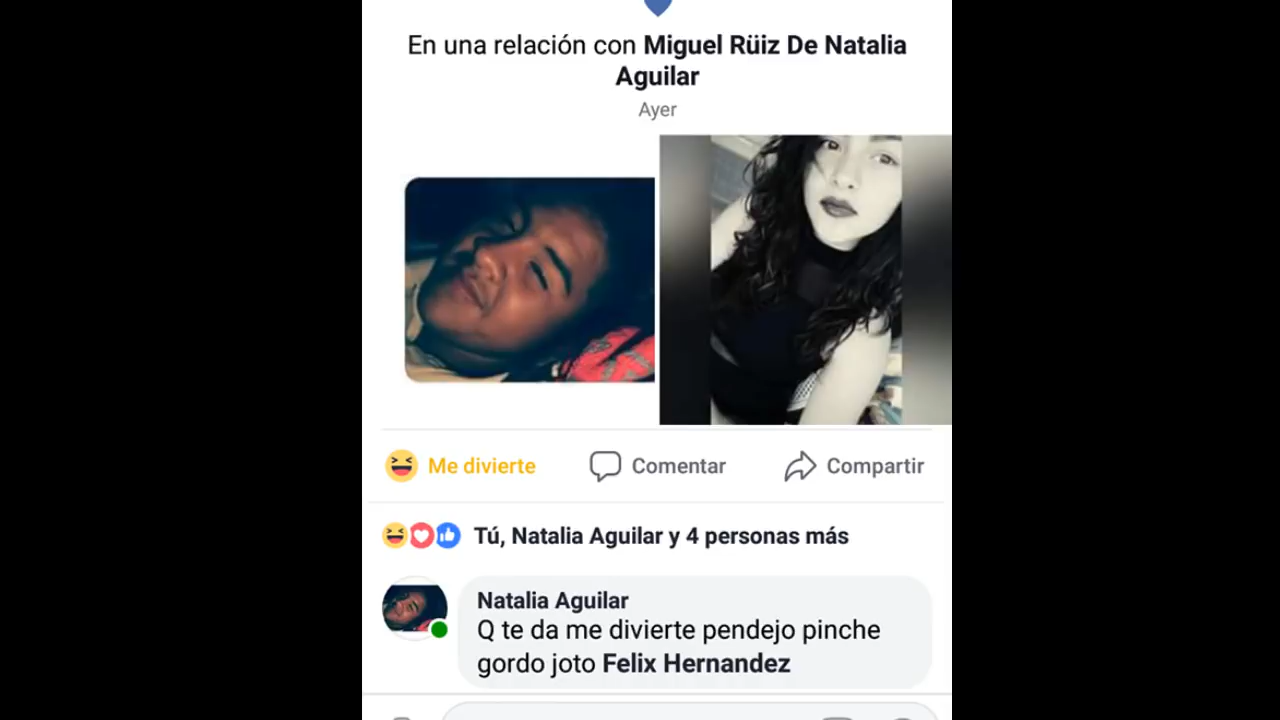 En una relación con Miguel Rüiz De Natalia
Aguilar
Ayer
Me divierte
Comentar
Compartir
Tú, Natalia Aguilar y 4 personas más
Natalia Aguilar
Q te da me divierte pendejo pinche
gordo joto Felix Hernandez